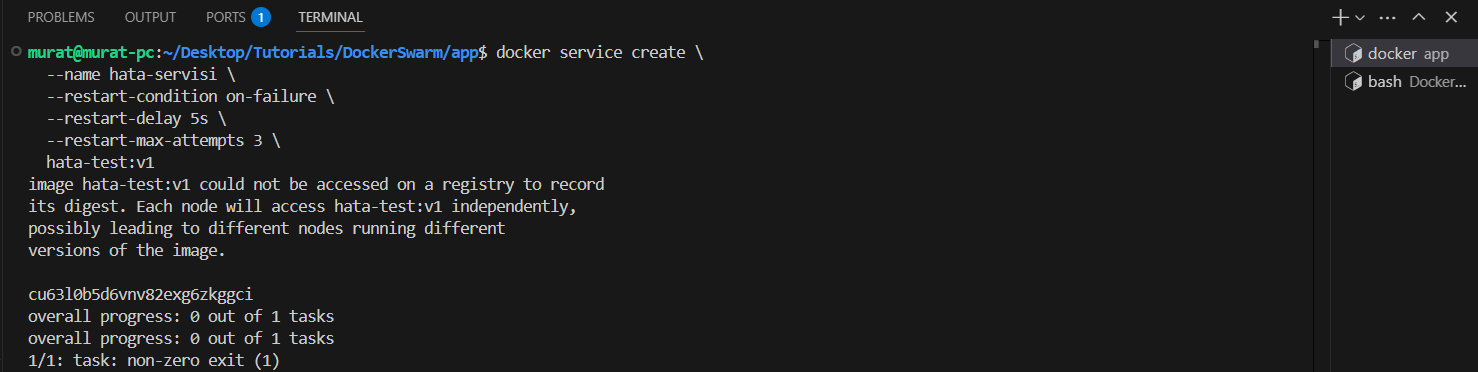 PROBLEMS OUTPUT PORTS 1 TERMINAL
murat@murat-pc:~/Desktop/Tutorials/DockerSwarm/app$ docker service create \
--name hata-servisi \
--restart-condition on-failure \
--restart-delay 5s \
--restart-max-attempts 3 \
hata-test:v1
image hata-test:v1 could not be accessed on a registry to record
its digest. Each node will access hata-test:v1 independently,
possibly leading to different nodes running different
versions of the image.
cu63l0b5d6vnv82exg6zkggci
overall progress: 0 out of 1 tasks
overall progress: 0 out of 1 tasks
1/1: task: non-zero exit (1)
docker app
bash Docker...